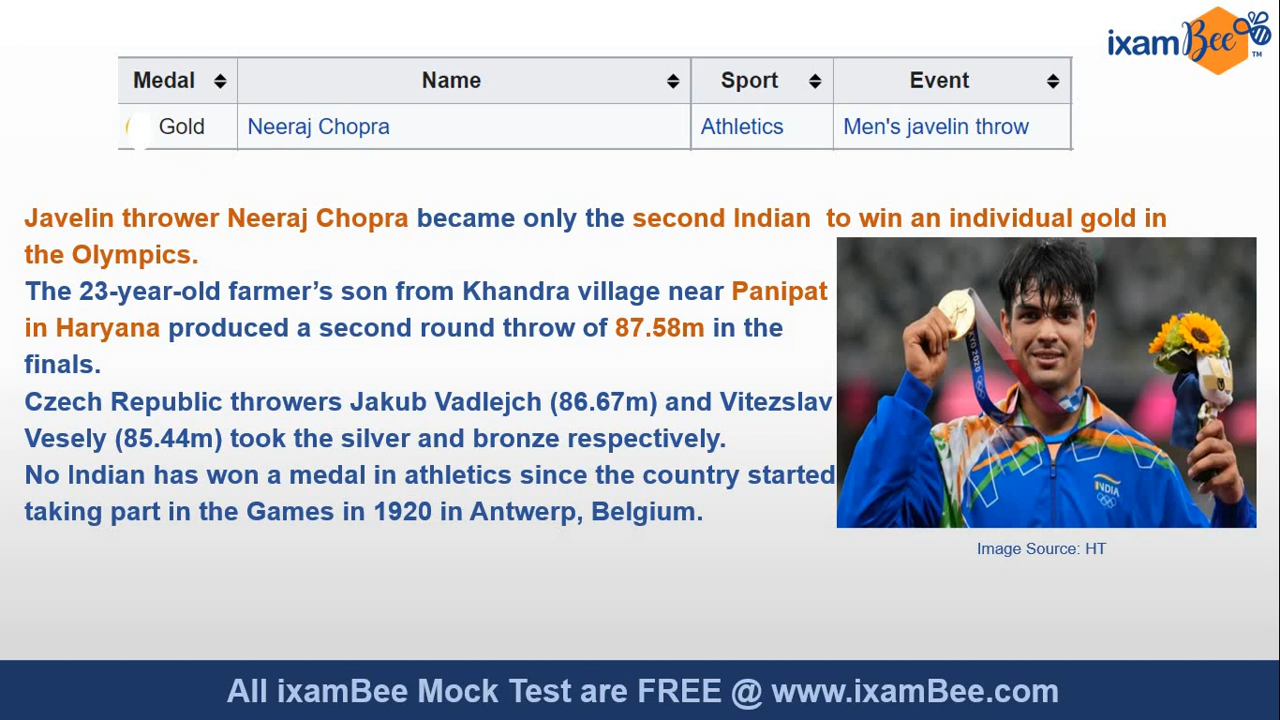 ixamBee
TM
Medal Name Sport Event
Gold Neeraj Chopra Athletics Men's javelin throw
Javelin thrower Neeraj Chopra became only the second Indian to win an individual gold in
the Olympics.
The 23-year-old farmer’s son from Khandra village near Panipat
in Haryana produced a second round throw of 87.58m in the
finals.
Czech Republic throwers Jakub Vadlejch (86.67m) and Vitezslav
Vesely (85.44m) took the silver and bronze respectively.
No Indian has won a medal in athletics since the country started
taking part in the Games in 1920 in Antwerp, Belgium.
TOKYO 2020
INDIA
Image Source: HT
All ixamBee Mock Test are FREE @ www.ixamBee.com